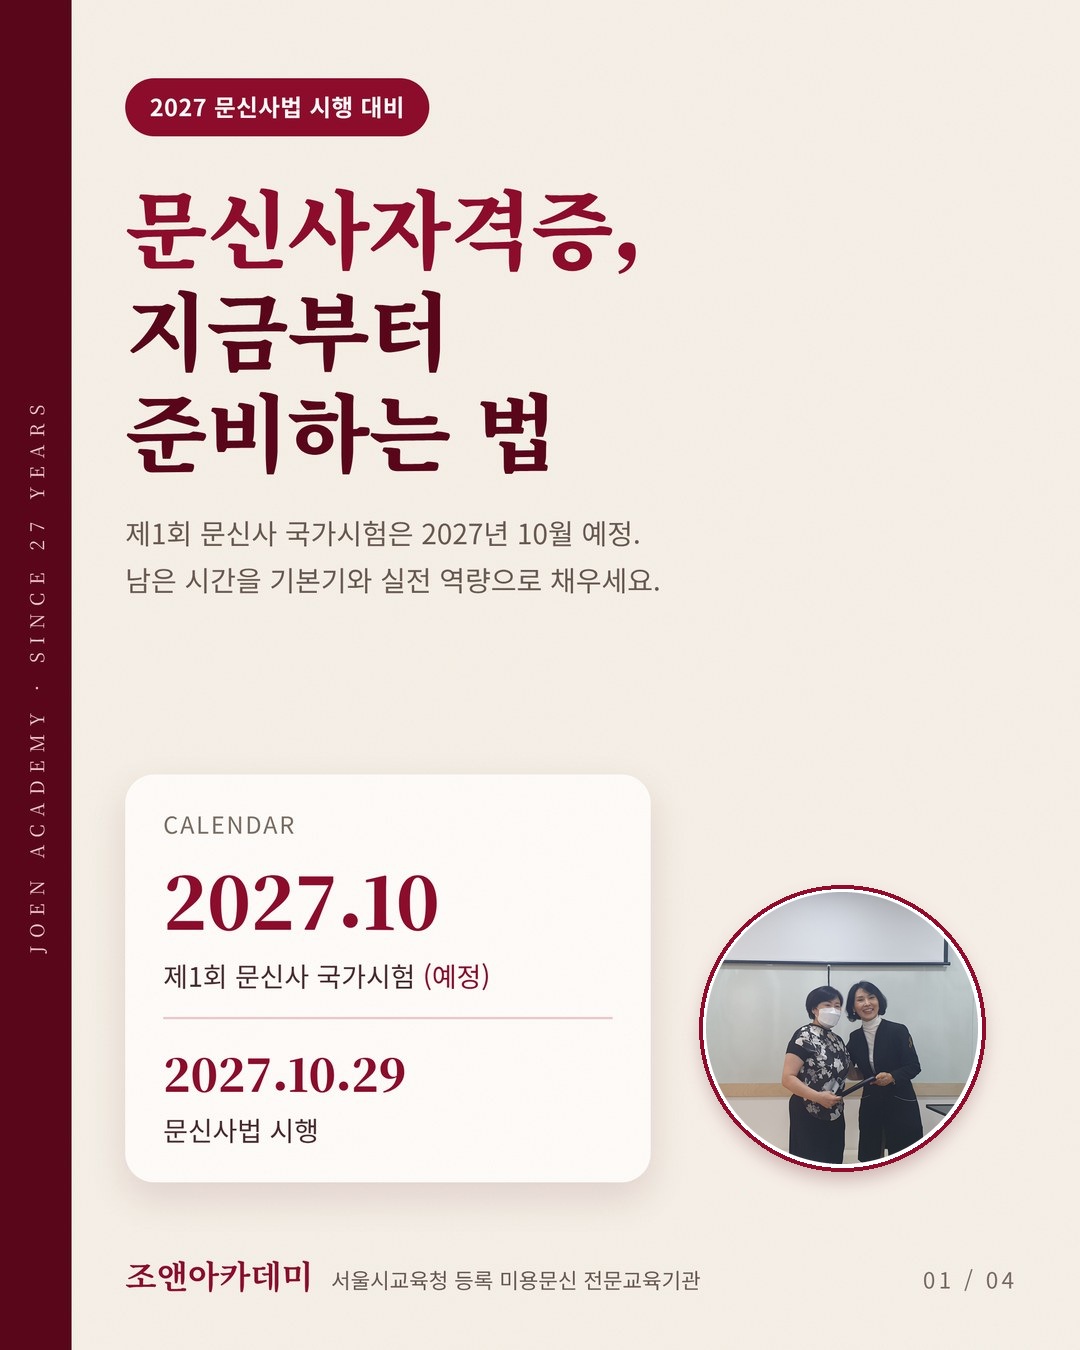 2027 문신사법 시행 대비
문신사자격증,
지금부터
준비하는 법
제1회 문신사 국가시험은 2027년 10월 예정.
남은 시간을 기본기와 실전 역량으로 채우세요.
JOEN ACADEMY · SINCE 27 YEARS
CALENDAR
2027.10
제1회 문신사 국가시험 (예정)
2027.10.29
문신사법 시행
조앤아카데미 서울시교육청 등록 미용문신 전문교육기관
01 / 04